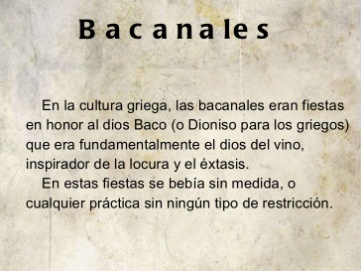 Bacanales
En la cultura griega, las bacanales eran fiestas
en honor al dios Baco (o Dioniso para los griegos)
que era fundamentalmente el dios del vino,
inspirador de la locura y el éxtasis.
En estas fiestas se bebía sin medida, o
cualquier práctica sin ningún tipo de restricción.